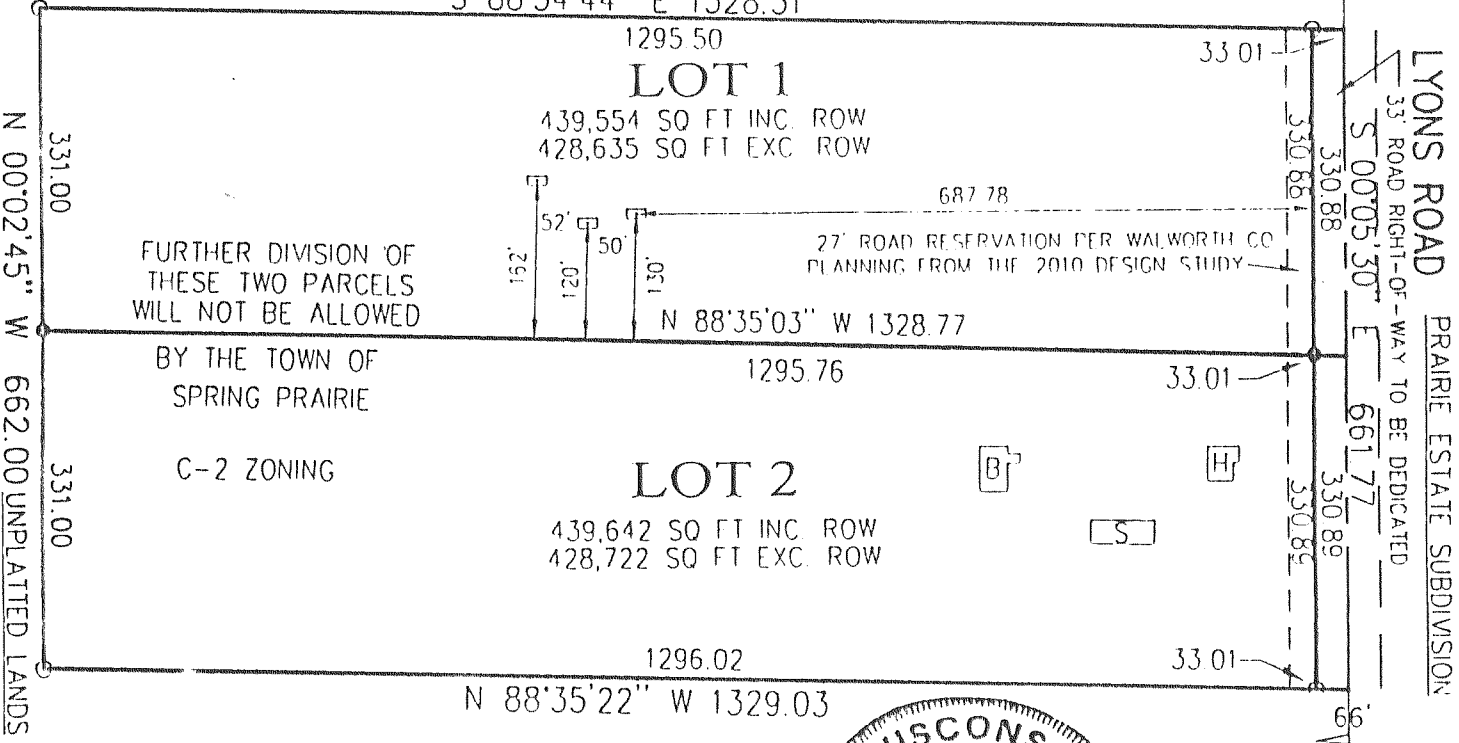 1295.50
33.01
LOT 1
439,554 SQ FT INC. ROW
428,635 SQ FT EXC ROW
331.00
330.88
330.88
687.78
52'
50'
162'
120'
130'
27' ROAD RESERVATION PER WALWORTH CO
PLANNING FROM THE 2010 DESIGN STUDY
FURTHER DIVISION OF
THESE TWO PARCELS
WILL NOT BE ALLOWED
N 88°35'03" W 1328.77
BY THE TOWN OF
SPRING PRAIRIE
1295.76
33.01
C-2 ZONING
LOT 2
439,642 SQ FT INC. ROW
428,722 SQ FT EXC. ROW
B
H
S
331.00
330.89
330.89
1296.02
33.01
N 88°35'22" W 1329.03
66'
N 00°02'45" W 662.00
UNPLATTED LANDS
S 00°05'30" E 661.77
33' ROAD RIGHT-OF-WAY TO BE DEDICATED
LYONS ROAD
PRAIRIE ESTATE SUBDIVISION